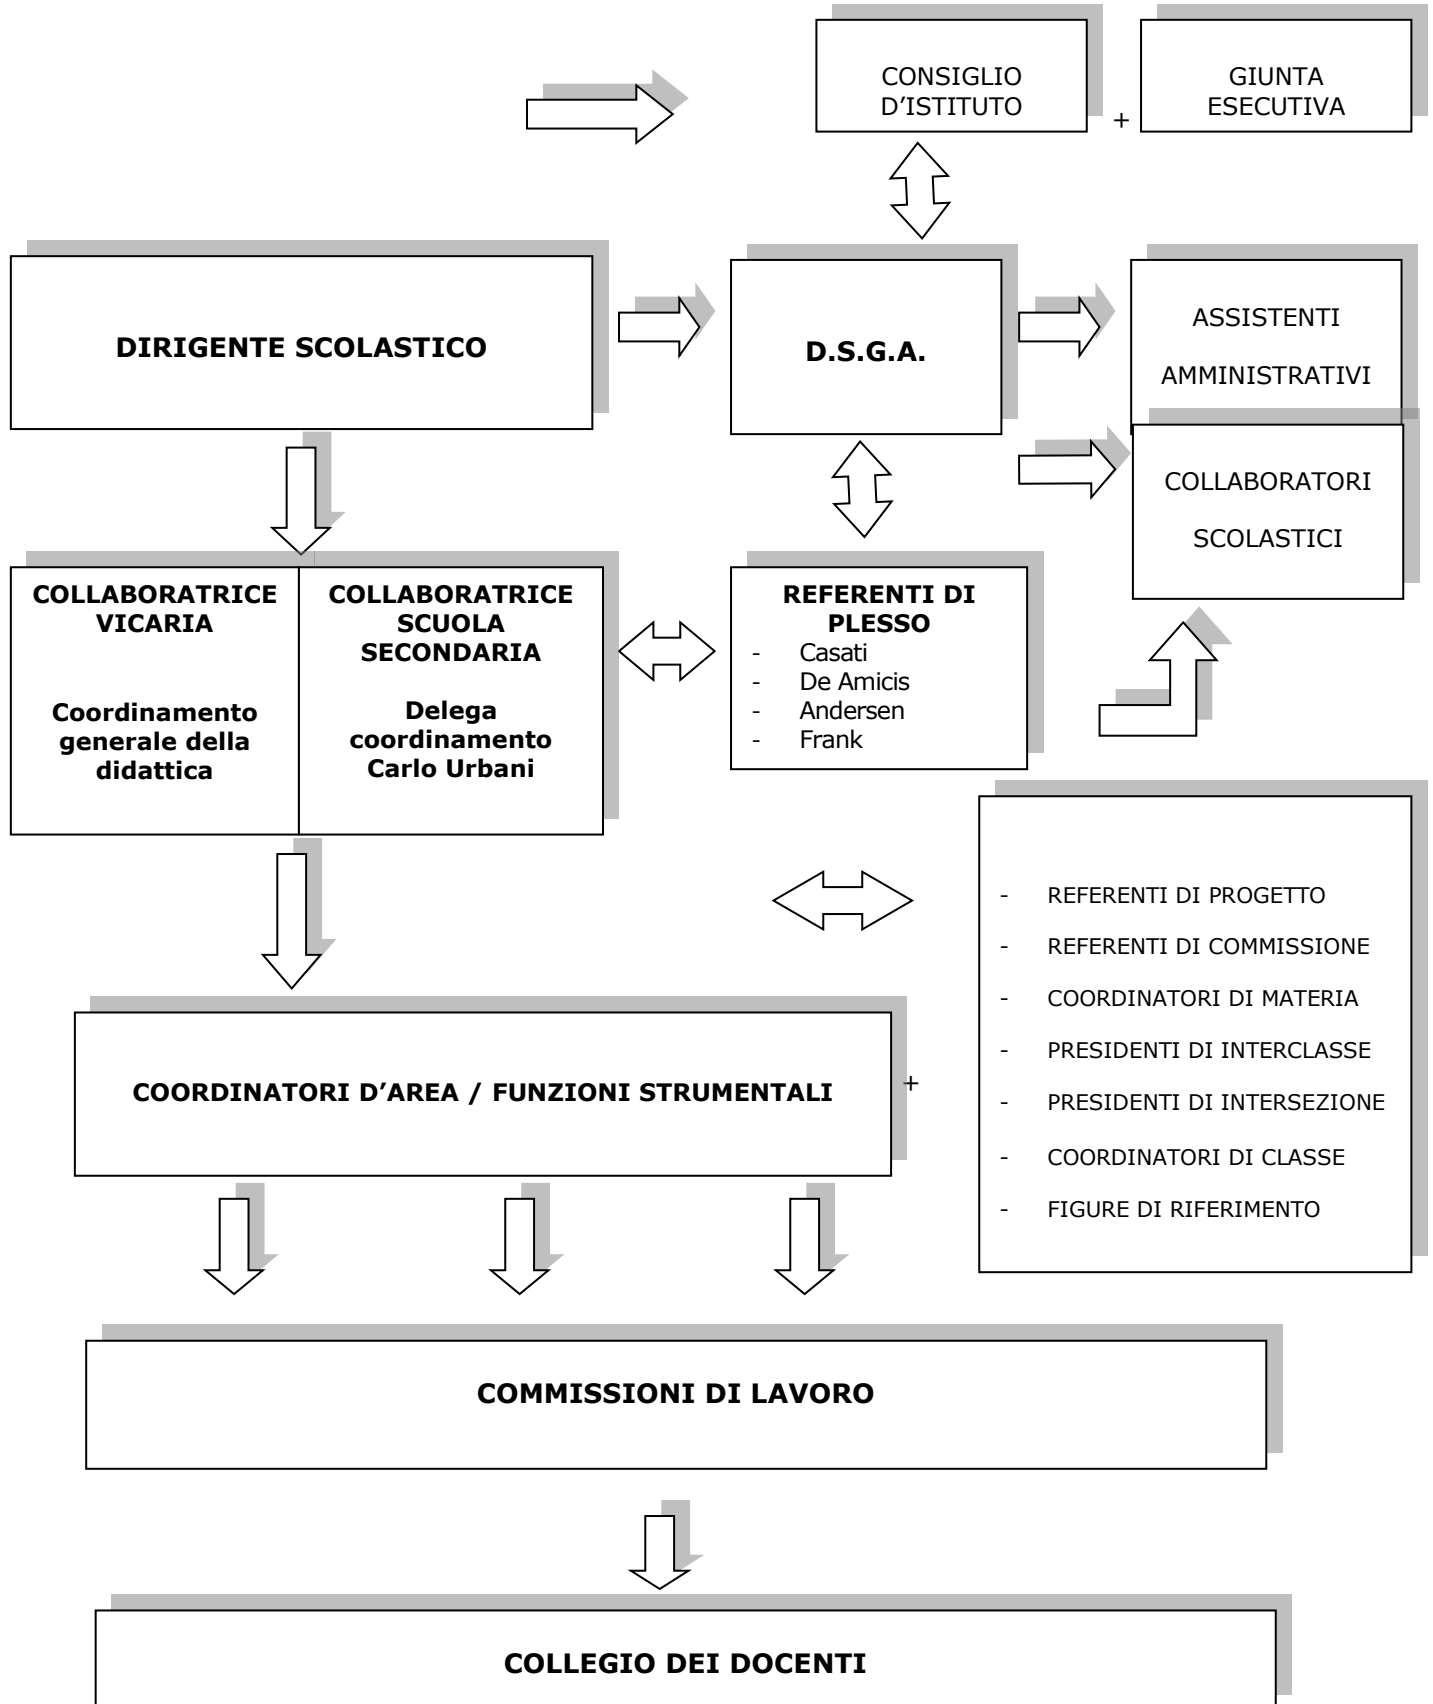 CONSIGLIO
D'ISTITUTO
+
GIUNTA
ESECUTIVA
DIRIGENTE SCOLASTICO
D.S.G.A.
ASSISTENTI
AMMINISTRATIVI
COLLABORATORI
SCOLASTICI
COLLABORATRICE
VICARIA
Coordinamento
generale della
didattica
COLLABORATRICE
SCUOLA
SECONDARIA
Delega
coordinamento
Carlo Urbani
REFERENTI DI
PLESSO
- Casati
- De Amicis
- Andersen
- Frank
- REFERENTI DI PROGETTO
- REFERENTI DI COMMISSIONE
- COORDINATORI DI MATERIA
- PRESIDENTI DI INTERCLASSE
- PRESIDENTI DI INTERSEZIONE
- COORDINATORI DI CLASSE
- FIGURE DI RIFERIMENTO
COORDINATORI D'AREA / FUNZIONI STRUMENTALI
+
COMMISSIONI DI LAVORO
COLLEGIO DEI DOCENTI